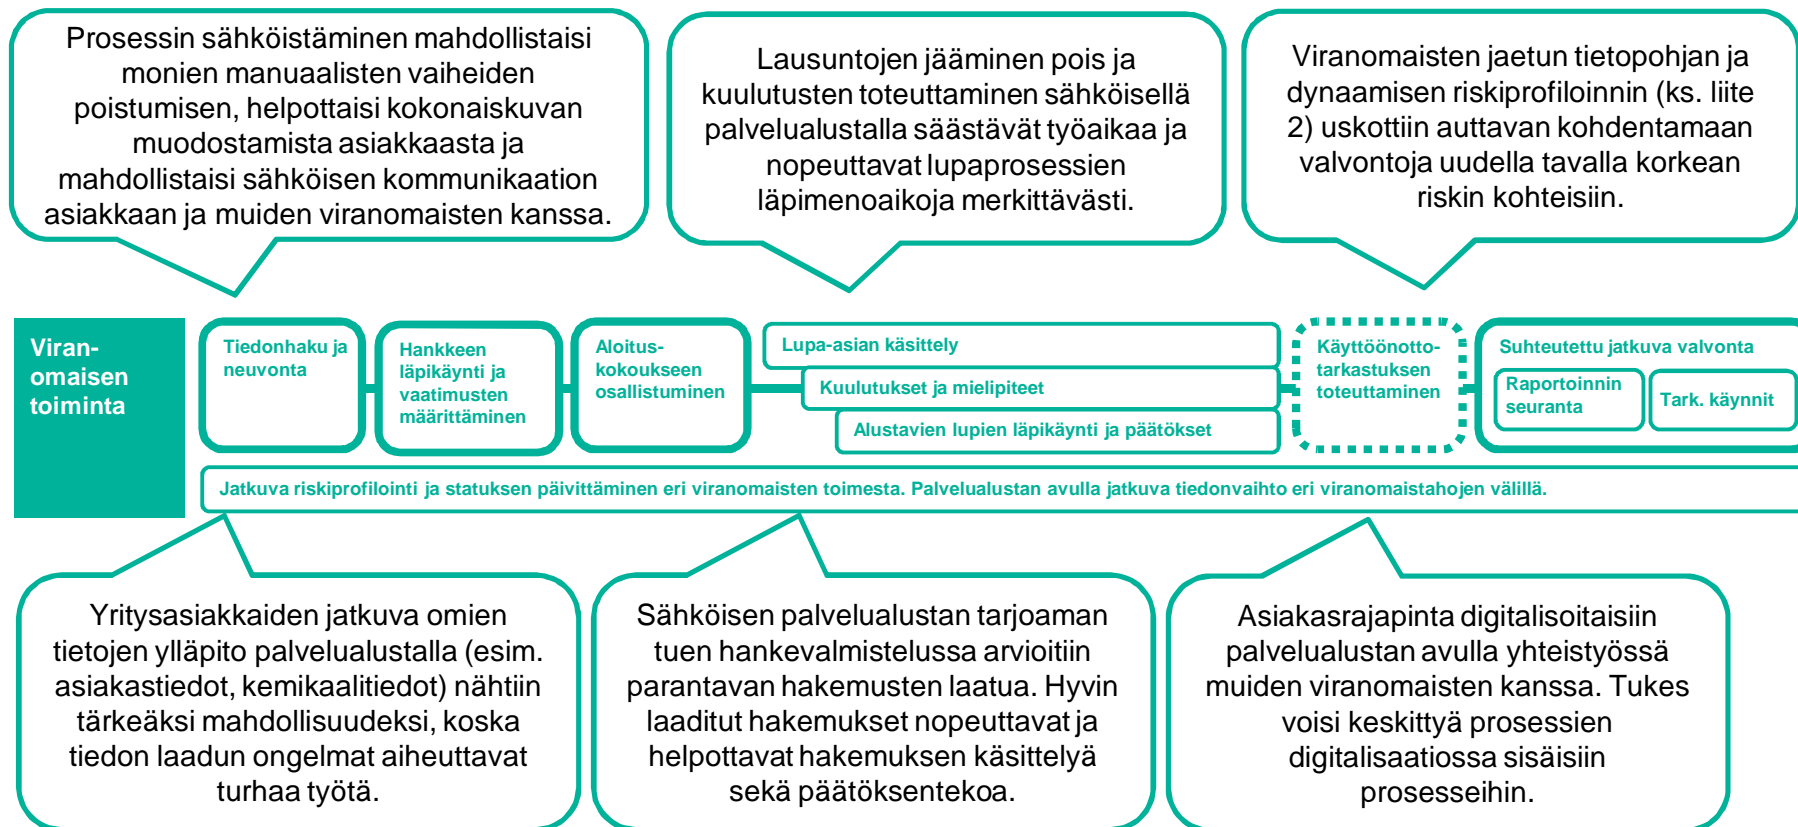 Prosessin sähköistäminen mahdollistaisi
monien manuaalisten vaiheiden
poistumisen, helpottaisi kokonaiskuvan
muodostamista asiakkaasta ja
mahdollistaisi sähköisen kommunikaation
asiakkaan ja muiden viranomaisten kanssa.
Lausuntojen jääminen pois ja
kuulutusten toteuttaminen sähköisellä
palvelualustalla säästävät työaikaa ja
nopeuttavat lupaprosessien
läpimenoaikoja merkittävästi.
Viranomaisten jaetun tietopohjan ja
dynaamisen riskiprofiloinnin (ks. liite
2) uskottiin auttavan kohdentamaan
valvontoja uudella tavalla korkean
riskin kohteisiin.
Viran-
omaisen
toiminta
Tiedonhaku ja
neuvonta
Hankkeen
läpikäynti ja
vaatimusten
määrittäminen
Aloitus-
kokoukseen
osallistuminen
Lupa-asian käsittely
Kuulutukset ja mielipiteet
Alustavien lupien läpikäynti ja päätökset
Käyttöönotto-
tarkastuksen
toteuttaminen
Suhteutettu jatkuva valvonta
Raportoinnin
seuranta
Tark. käynnit
Jatkuva riskiprofilointi ja statuksen päivittäminen eri viranomaisten toimesta. Palvelualustan avulla jatkuva tiedonvaihto eri viranomaistahojen välillä.
Yritysasiakkaiden jatkuva omien
tietojen ylläpito palvelualustalla (esim.
asiakastiedot, kemikaalitiedot) nähtiin
tärkeäksi mahdollisuudeksi, koska
tiedon laadun ongelmat aiheuttavat
turhaa työtä.
Sähköisen palvelualustan tarjoaman
tuen hankevalmistelussa arvioitiin
parantavan hakemusten laatua. Hyvin
laaditut hakemukset nopeuttavat ja
helpottavat hakemuksen käsittelyä
sekä päätöksentekoa.
Asiakasrajapinta digitalisoitaisiin
palvelualustan avulla yhteistyössä
muiden viranomaisten kanssa. Tukes
voisi keskittyä prosessien
digitalisaatiossa sisäisiin
prosesseihin.